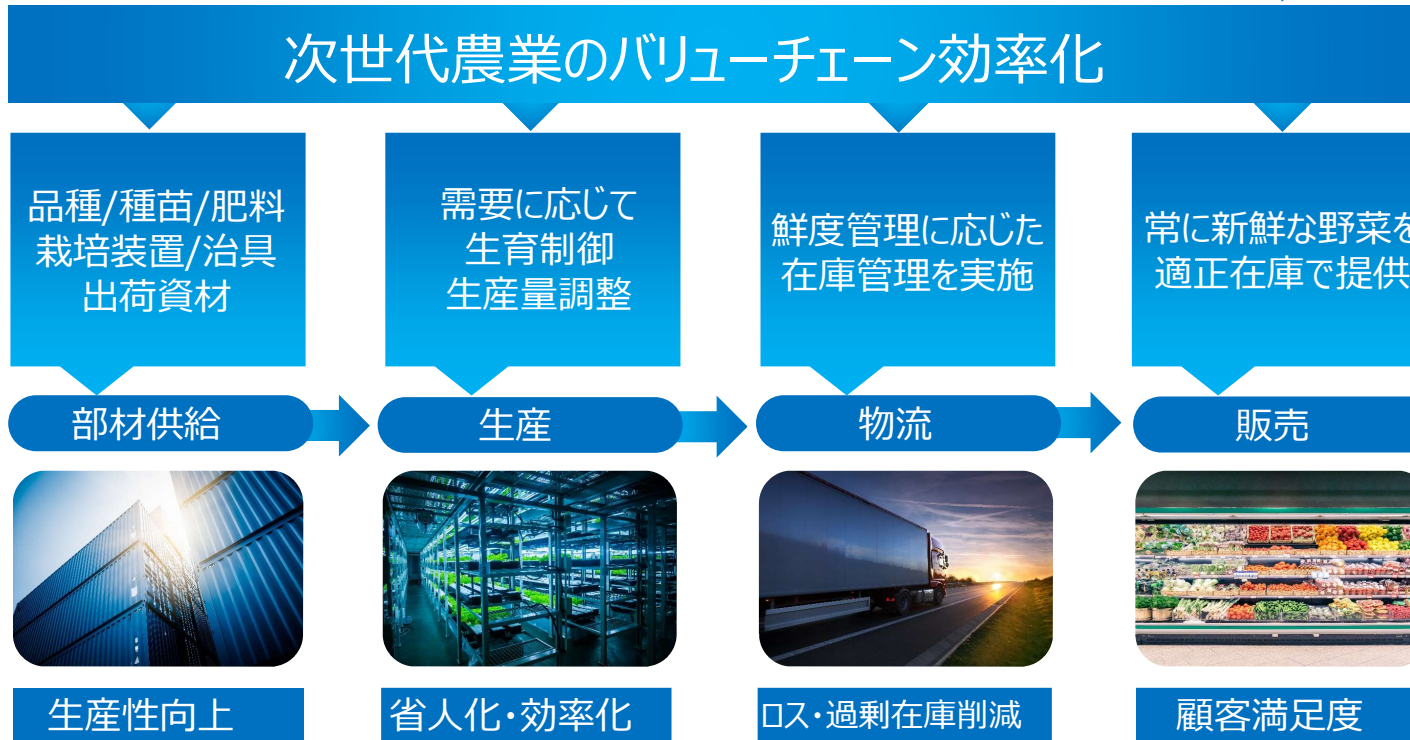 次世代農業のバリューチェーン効率化
品種/種苗/肥料
栽培装置/治具
出荷資材
需要に応じて
生育制御
生産量調整
鮮度管理に応じた
在庫管理を実施
常に新鮮な野菜を
適正在庫で提供
部材供給
生産
物流
販売
生産性向上
省人化・効率化
ロス・過剰在庫削減
顧客満足度